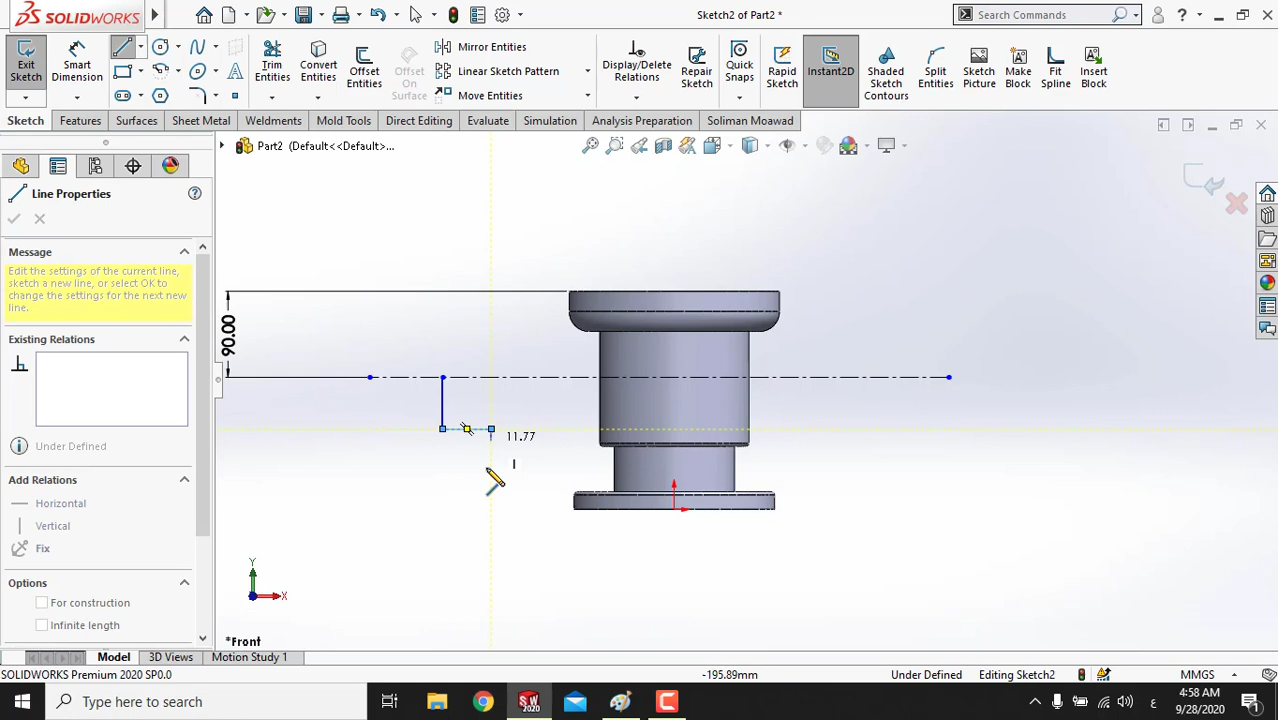 SOLIDWORKS
Sketch2 of Part2 *
Search Commands
?
Exit Sketch
Smart Dimension
Trim Entities
Convert Entities
Offset Entities
Offset On Surface
Mirror Entities
Linear Sketch Pattern
Move Entities
Display/Delete Relations
Repair Sketch
Quick Snaps
Rapid Sketch
Instant2D
Shaded Sketch Contours
Split Entities
Sketch Picture
Make Block
Fit Spline
Insert Block
Sketch
Features
Surfaces
Sheet Metal
Weldments
Mold Tools
Direct Editing
Evaluate
Simulation
Analysis Preparation
Soliman Moawad
Part2 (Default<<Default>...
Line Properties
Message
Edit the settings of the current line,
sketch a new line, or select OK to
change the settings for the next new
line.
Existing Relations
Under Defined
Add Relations
Horizontal
Vertical
Fix
Options
For construction
Infinite length
90.00
11.77
Y
X
*Front
Model
3D Views
Motion Study 1
SOLIDWORKS Premium 2020 SP0.0
-195.89mm
Under Defined
Editing Sketch2
MMGS
Type here to search
SW
2020
ع
4:58 AM
9/28/2020
1